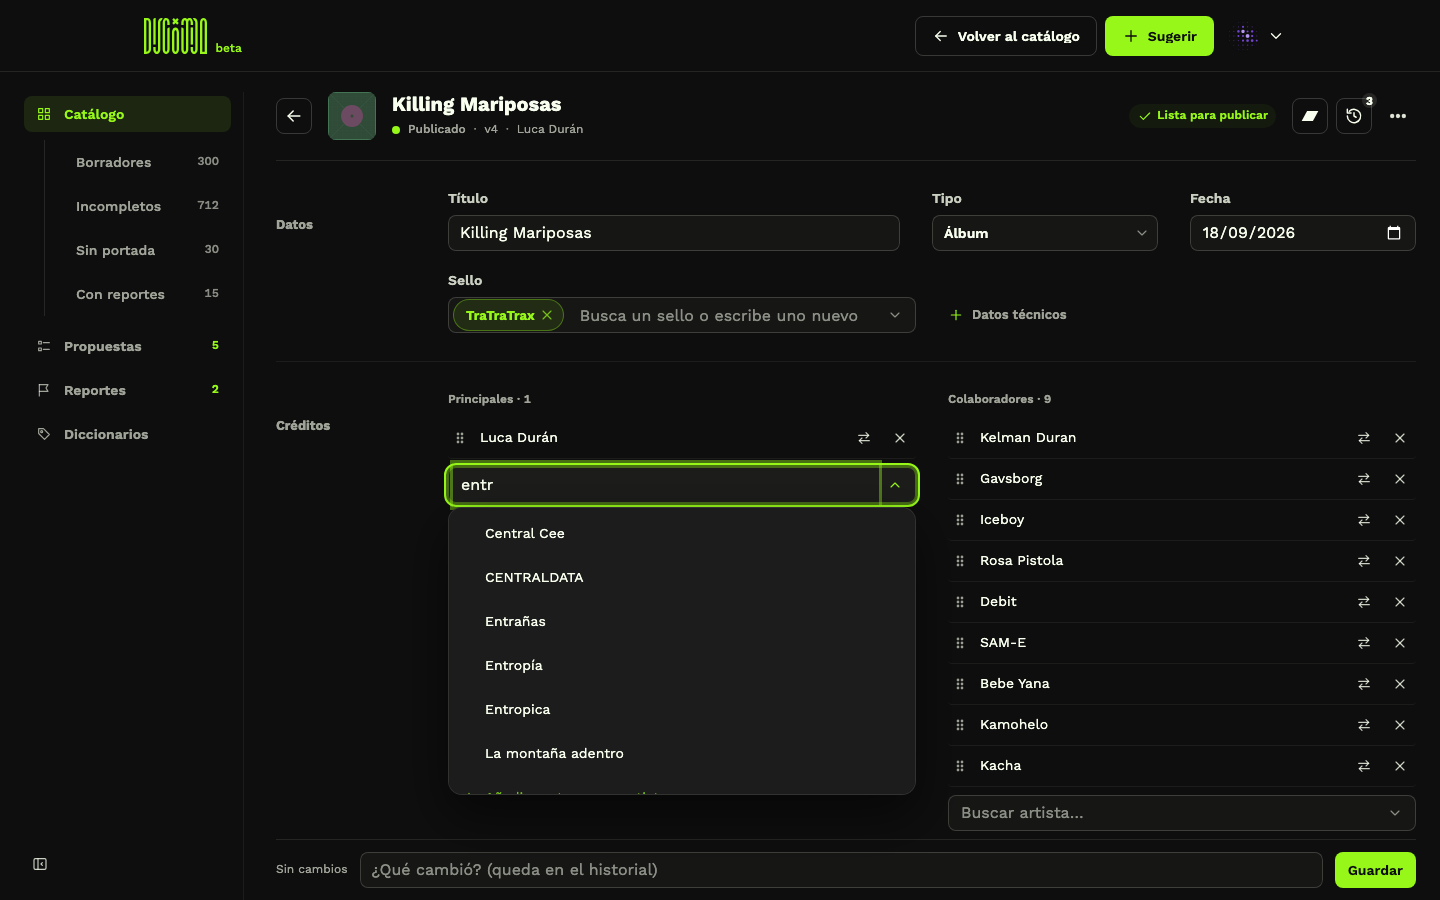 beta
Volver al catálogo
Sugerir
Catálogo
Borradores 300
Incompletos 712
Sin portada 30
Con reportes 15
Propuestas 5
Reportes 2
Diccionarios
Killing Mariposas
Publicado · v4 · Luca Durán
Lista para publicar
3
Datos
Título
Killing Mariposas
Tipo
Álbum
Fecha
18/09/2026
Sello
TraTraTrax
Busca un sello o escribe uno nuevo
Datos técnicos
Créditos
Principales · 1
Luca Durán
entr
Central Cee
CENTRALDATA
Entrañas
Entropía
Entropica
La montaña adentro
Colaboradores · 9
Kelman Duran
Gavsborg
Iceboy
Rosa Pistola
Debit
SAM-E
Bebe Yana
Kamohelo
Kacha
Buscar artista...
Sin cambios
¿Qué cambió? (queda en el historial)
Guardar